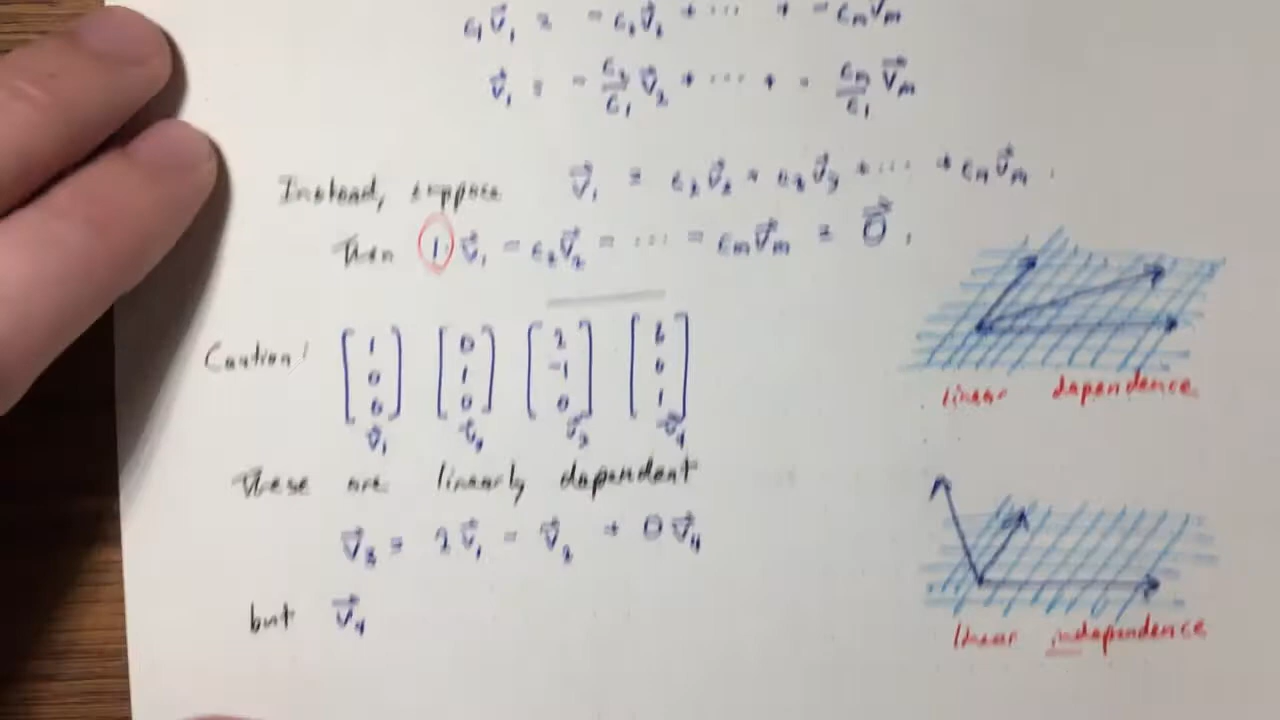 c₁v⃗₁ = - c₂v⃗₂ + ⋯ + - cₘv⃗ₘ
v⃗₁ = - c₂/c₁ v⃗₂ + ⋯ + - cₘ/c₁ v⃗ₘ
Instead, suppose v⃗₁ = c₂v⃗₂ + c₃v⃗₃ + ⋯ + cₘv⃗ₘ.
Then 1·v⃗₁ - c₂v⃗₂ - ⋯ - cₘv⃗ₘ = 0⃗.
Caution! [1 0 0] [0 1 0] [2 -1 0] [0 0 1]
v⃗₁ v⃗₂ v⃗₃ v⃗₄
These are linearly dependent
v⃗₃ = 2v⃗₁ - v⃗₂ + 0v⃗₄
but v⃗₄
linear dependence
linear independence